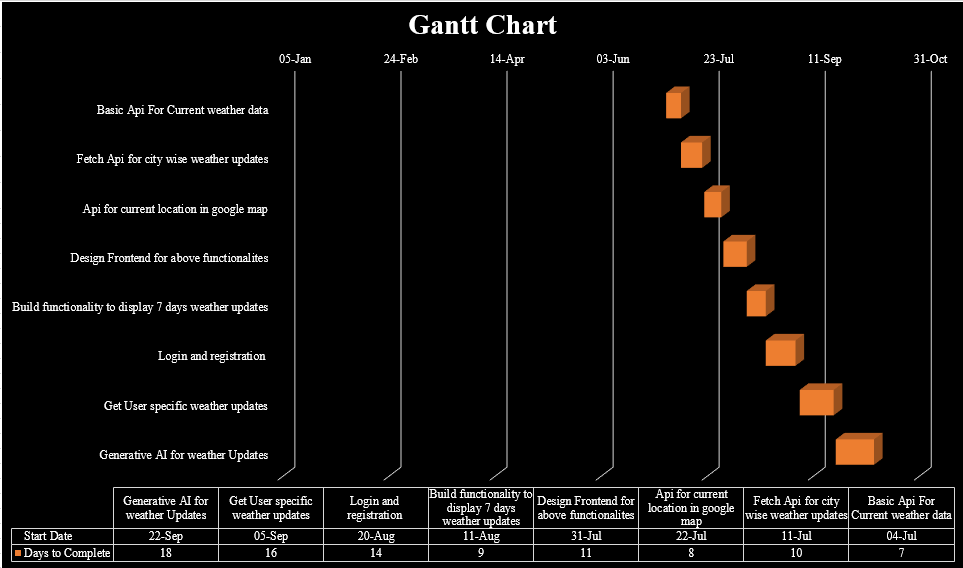 Gantt Chart
05-Jan 24-Feb 14-Apr 03-Jun 23-Jul 11-Sep 31-Oct
Basic Api For Current weather data
Fetch Api for city wise weather updates
Api for current location in google map
Design Frontend for above functionalites
Build functionality to display 7 days weather updates
Login and registration
Get User specific weather updates
Generative AI for weather Updates
Generative AI for
weather Updates
Get User specific
weather updates
Login and
registration
Build functionality to
display 7 days
weather updates
Design Frontend for
above functionalites
Api for current
location in google
map
Fetch Api for city
wise weather updates
Basic Api For
Current weather data
Start Date 22-Sep 05-Sep 20-Aug 11-Aug 31-Jul 22-Jul 11-Jul 04-Jul
Days to Complete 18 16 14 9 11 8 10 7